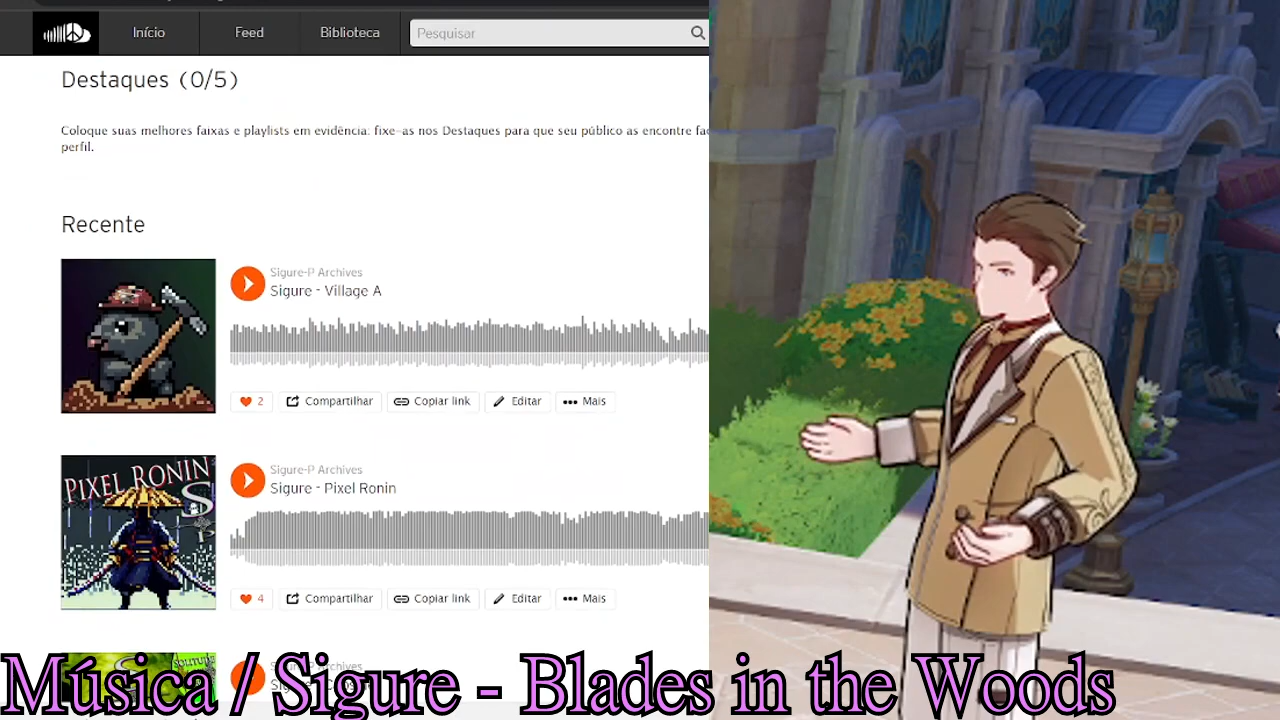 Início Feed Biblioteca Pesquisar
Destaques (0/5)
Coloque suas melhores faixas e playlists em evidência: fixe-as nos Destaques para que seu público as encontre
perfil.
Recente
Sigure-P Archives
Sigure - Village A
2 Compartilhar Copiar link Editar Mais
PIXEL RONIN
S
Sigure-P Archives
Sigure - Pixel Ronin
4 Compartilhar Copiar link Editar Mais
Sigure-P Archives
Música / Sigure - Blades in the Woods